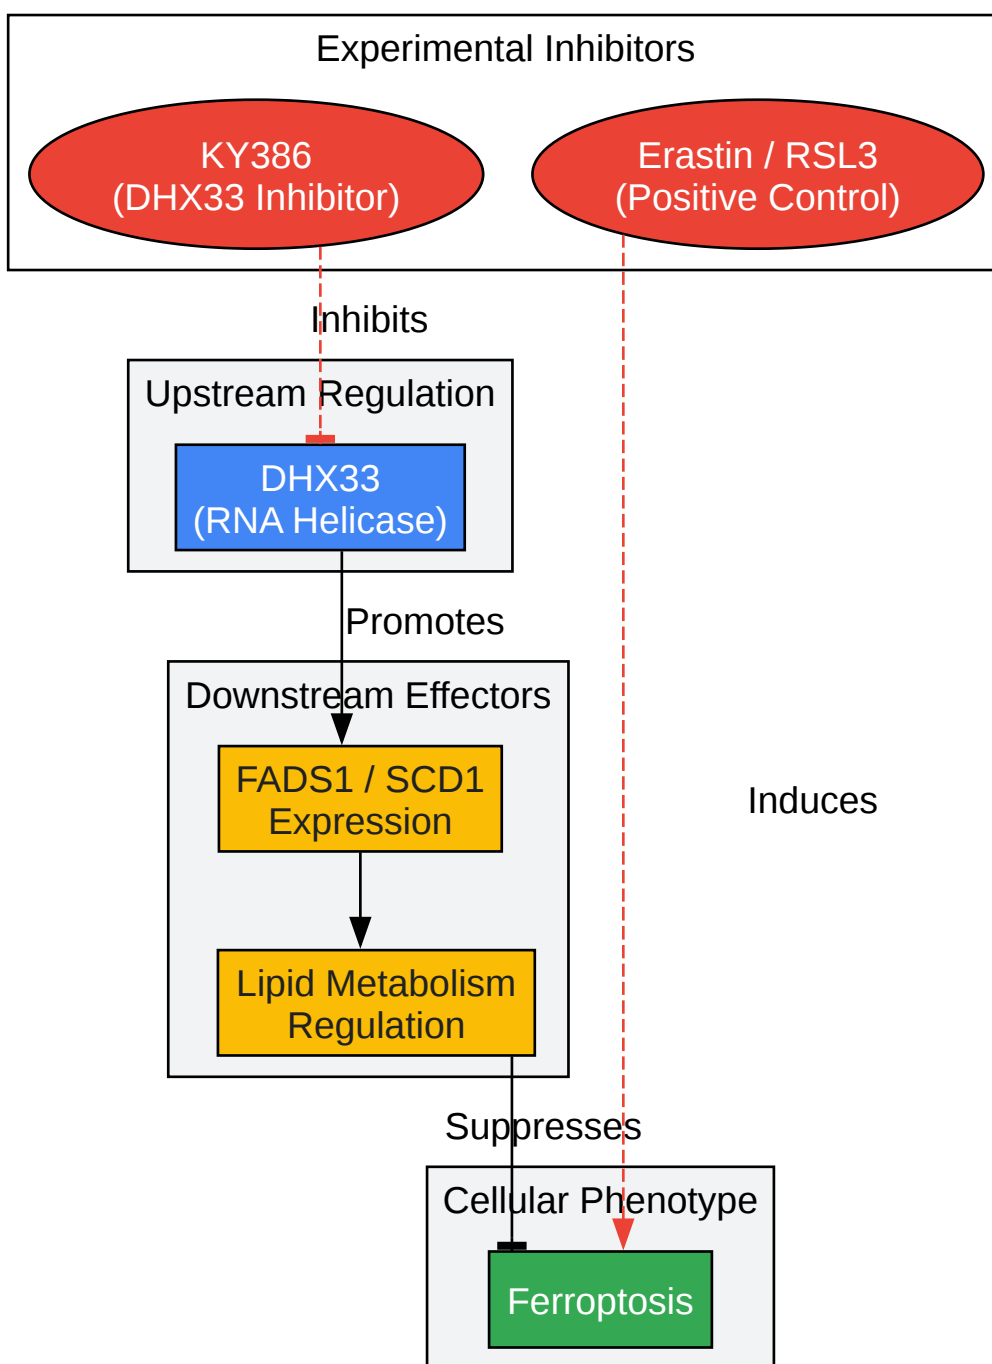 Experimental Inhibitors
KY386
(DHX33 Inhibitor)
Erastin / RSL3
(Positive Control)
Inhibits
Upstream Regulation
DHX33
(RNA Helicase)
Promotes
Downstream Effectors
FADS1 / SCD1
Expression
Induces
Lipid Metabolism
Regulation
Suppresses
Cellular Phenotype
Ferroptosis